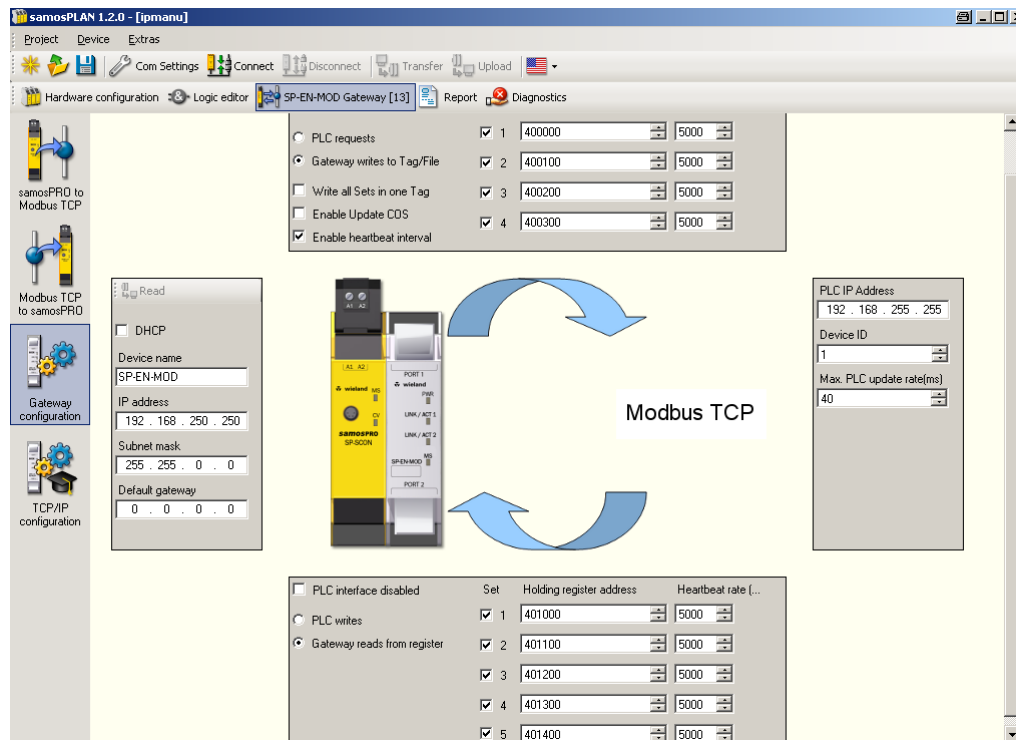 samosPLAN 1.2.0 - [ipmanu]
Project Device Extras
Com Settings Connect Disconnect Transfer Upload
Hardware configuration Logic editor SP-EN-MOD Gateway [13] Report Diagnostics
samosPRO to
Modbus TCP
Modbus TCP
to samosPRO
Gateway
configuration
TCP/IP
configuration
PLC requests
Gateway writes to Tag/File
Write all Sets in one Tag
Enable Update COS
Enable heartbeat interval
1 400000 5000
2 400100 5000
3 400200 5000
4 400300 5000
Read
DHCP
Device name
SP-EN-MOD
IP address
192 . 168 . 250 . 250
Subnet mask
255 . 255 . 0 . 0
Default gateway
0 . 0 . 0 . 0
A1 A2
A1 A2
wieland MS
CV
samosPRO
SP-SCON
PORT 1
wieland
PWR
LINK / ACT 1
LINK / ACT 2
MS
SP-EN-MOD
PORT 2
Modbus TCP
PLC IP Address
192 . 168 . 255 . 255
Device ID
1
Max. PLC update rate(ms)
40
PLC interface disabled
PLC writes
Gateway reads from register
Set Holding register address Heartbeat rate (...
1 401000 5000
2 401100 5000
3 401200 5000
4 401300 5000
5 401400 5000